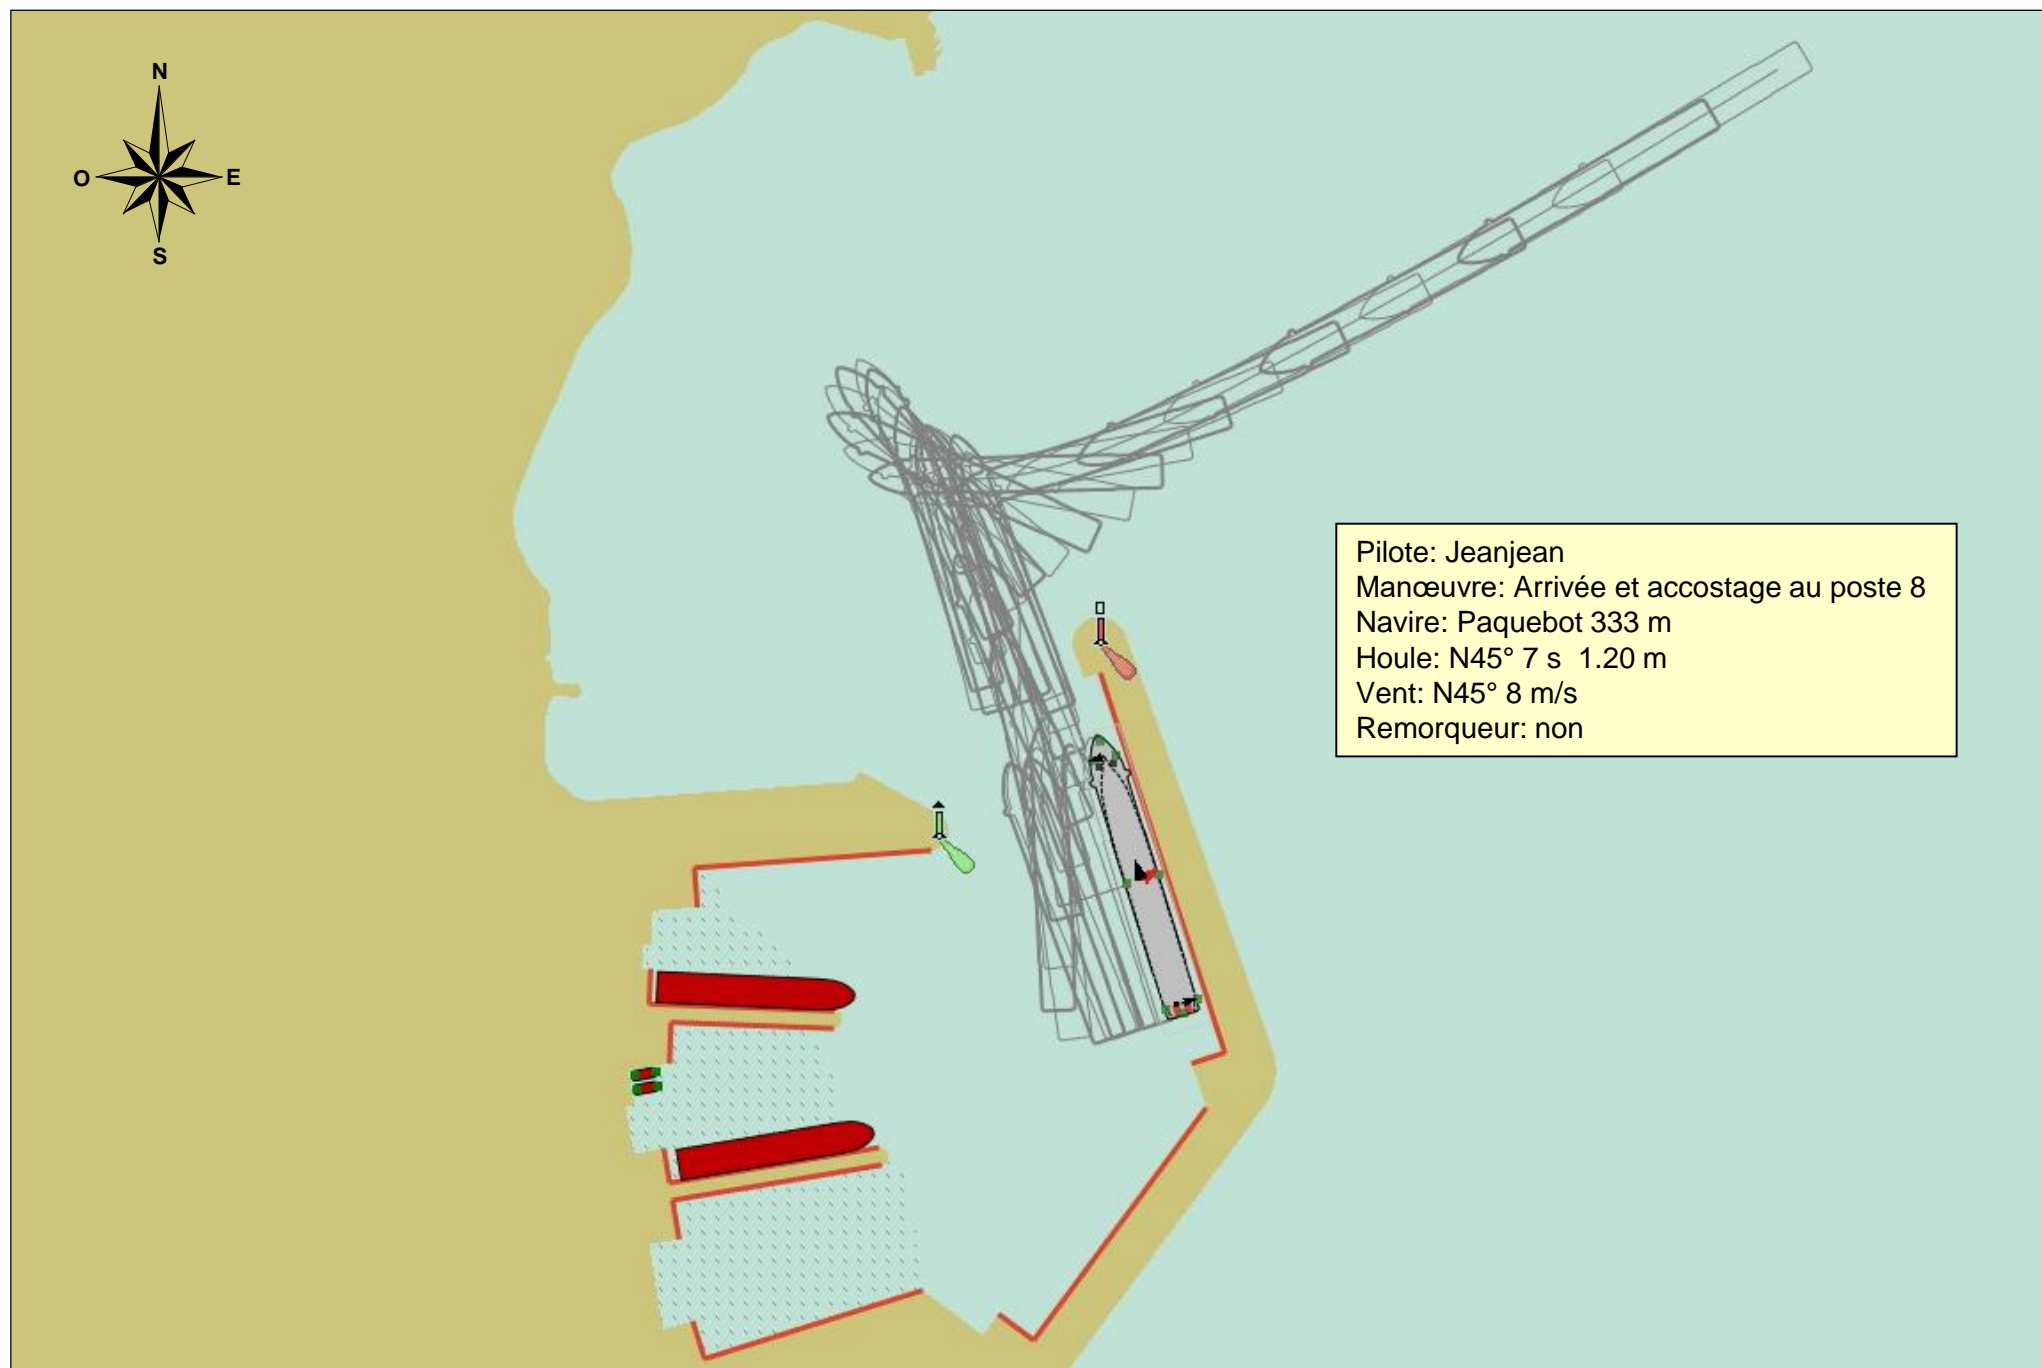 N
O
E
S
Pilote: Jeanjean
Manœuvre: Arrivée et accostage au poste 8
Navire: Paquebot 333 m
Houle: N45° 7 s 1.20 m
Vent: N45° 8 m/s
Remorqueur: non